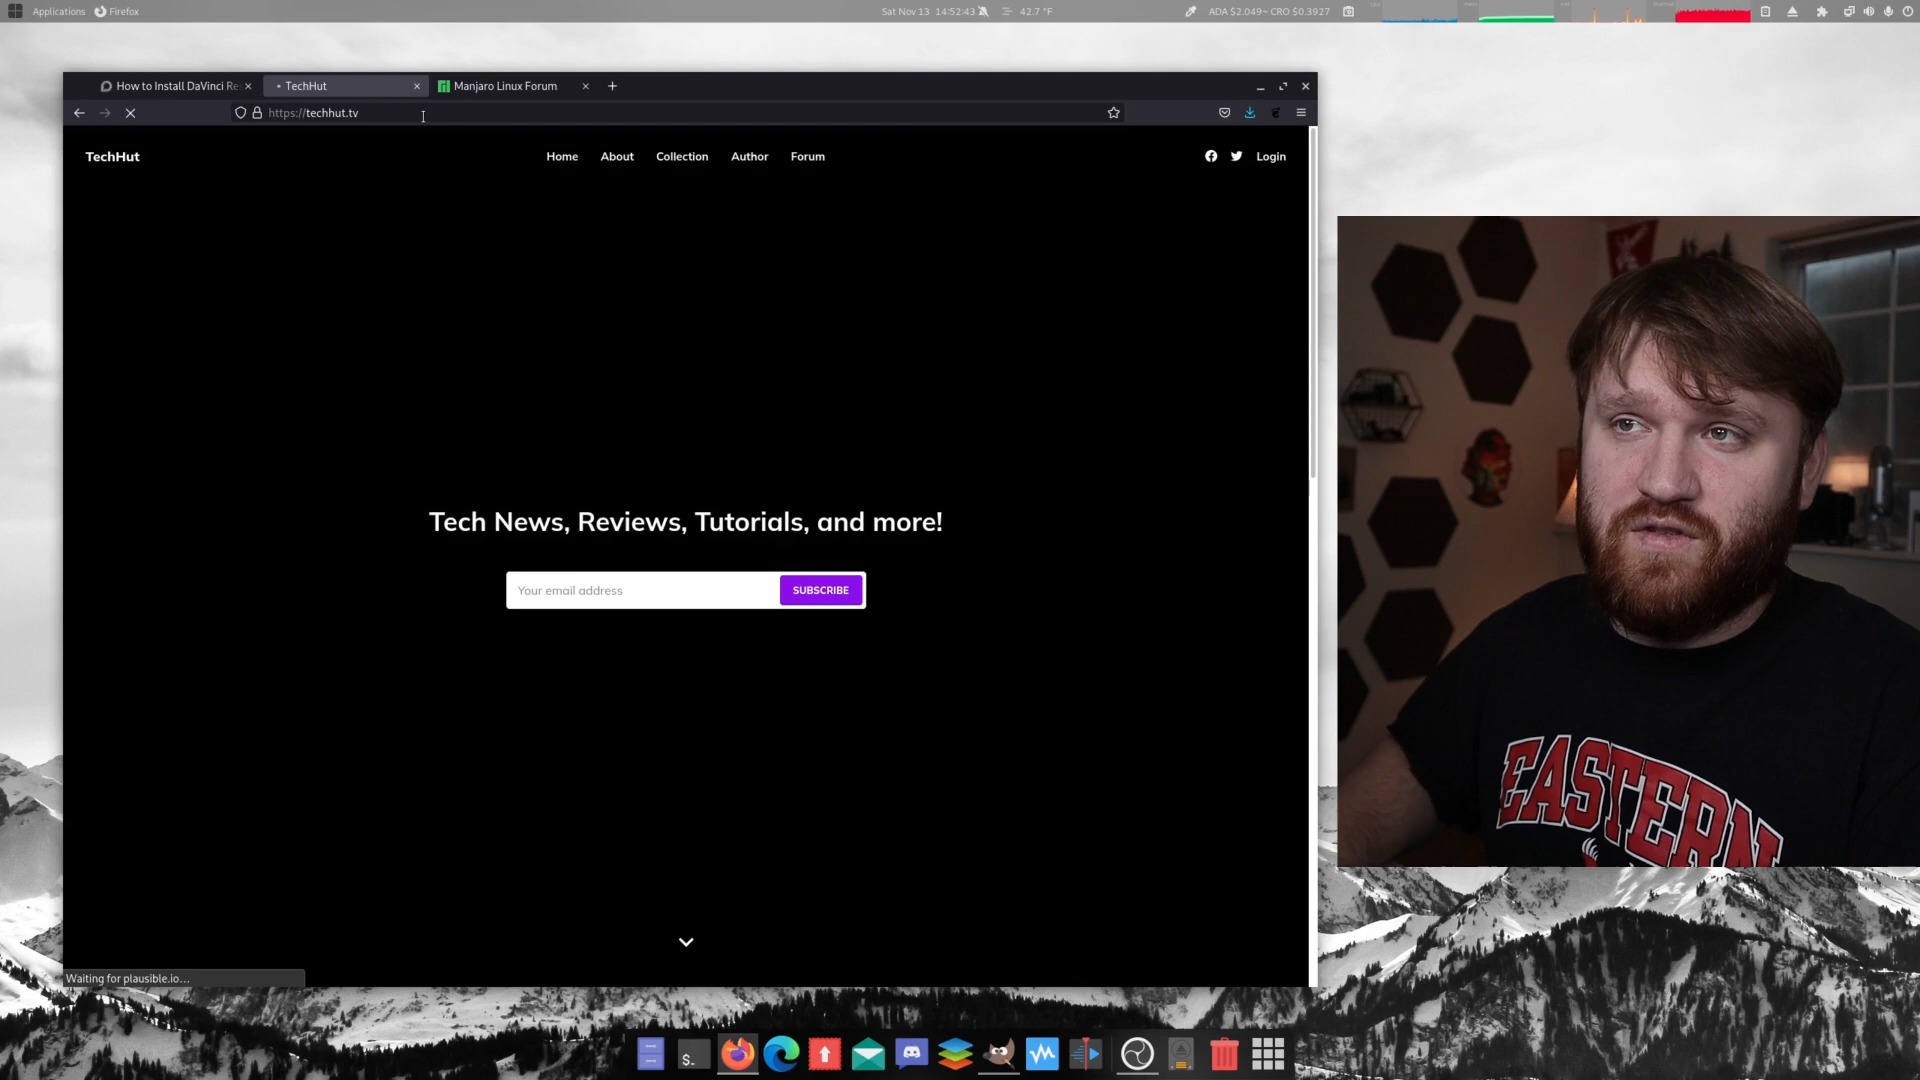 Applications Firefox
Sat Nov 13 14:52:43 42.7 °F
ADA $2.049~ CRO $0.3927
How to Install DaVinci Re
TechHut
Manjaro Linux Forum
https://techhut.tv
TechHut
Home About Collection Author Forum
Login
Tech News, Reviews, Tutorials, and more!
Your email address SUBSCRIBE
Waiting for plausible.io...
EASTERN
$_